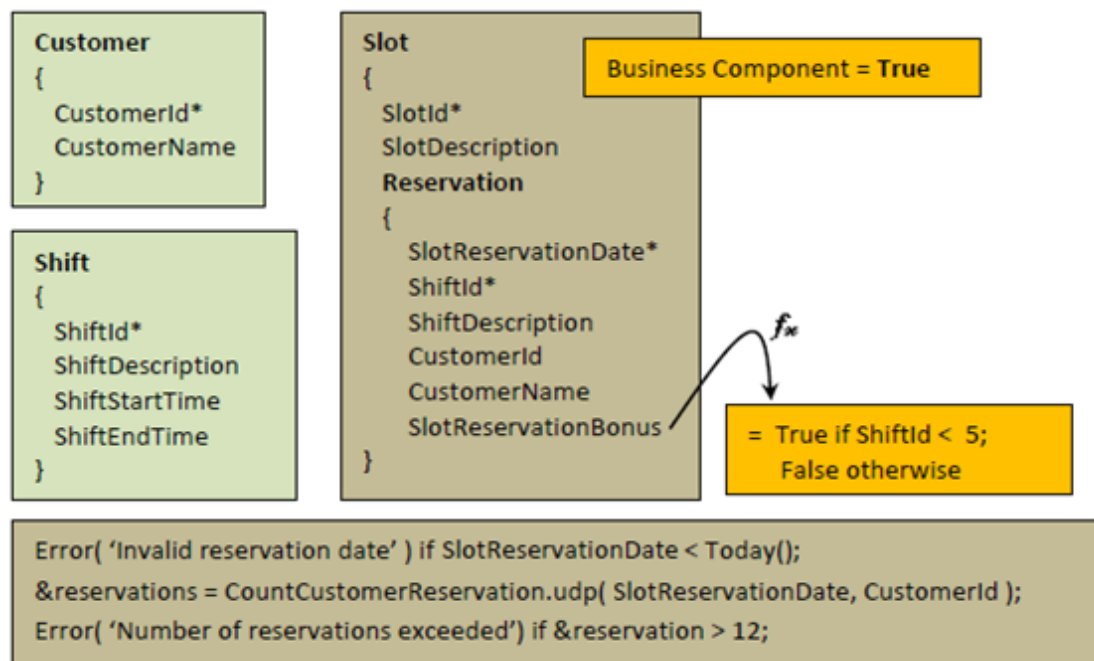 Customer
{
CustomerId*
CustomerName
}
Shift
{
ShiftId*
ShiftDescription
ShiftStartTime
ShiftEndTime
}
Slot
{
SlotId*
SlotDescription
Reservation
{
SlotReservationDate*
ShiftId*
ShiftDescription
CustomerId
CustomerName
SlotReservationBonus
}
Business Component = True
fx
= True if ShiftId < 5;
False otherwise
Error( ‘Invalid reservation date’ ) if SlotReservationDate < Today();
&reservations = CountCustomerReservation.udp( SlotReservationDate, CustomerId );
Error( ‘Number of reservations exceeded’) if &reservation > 12;